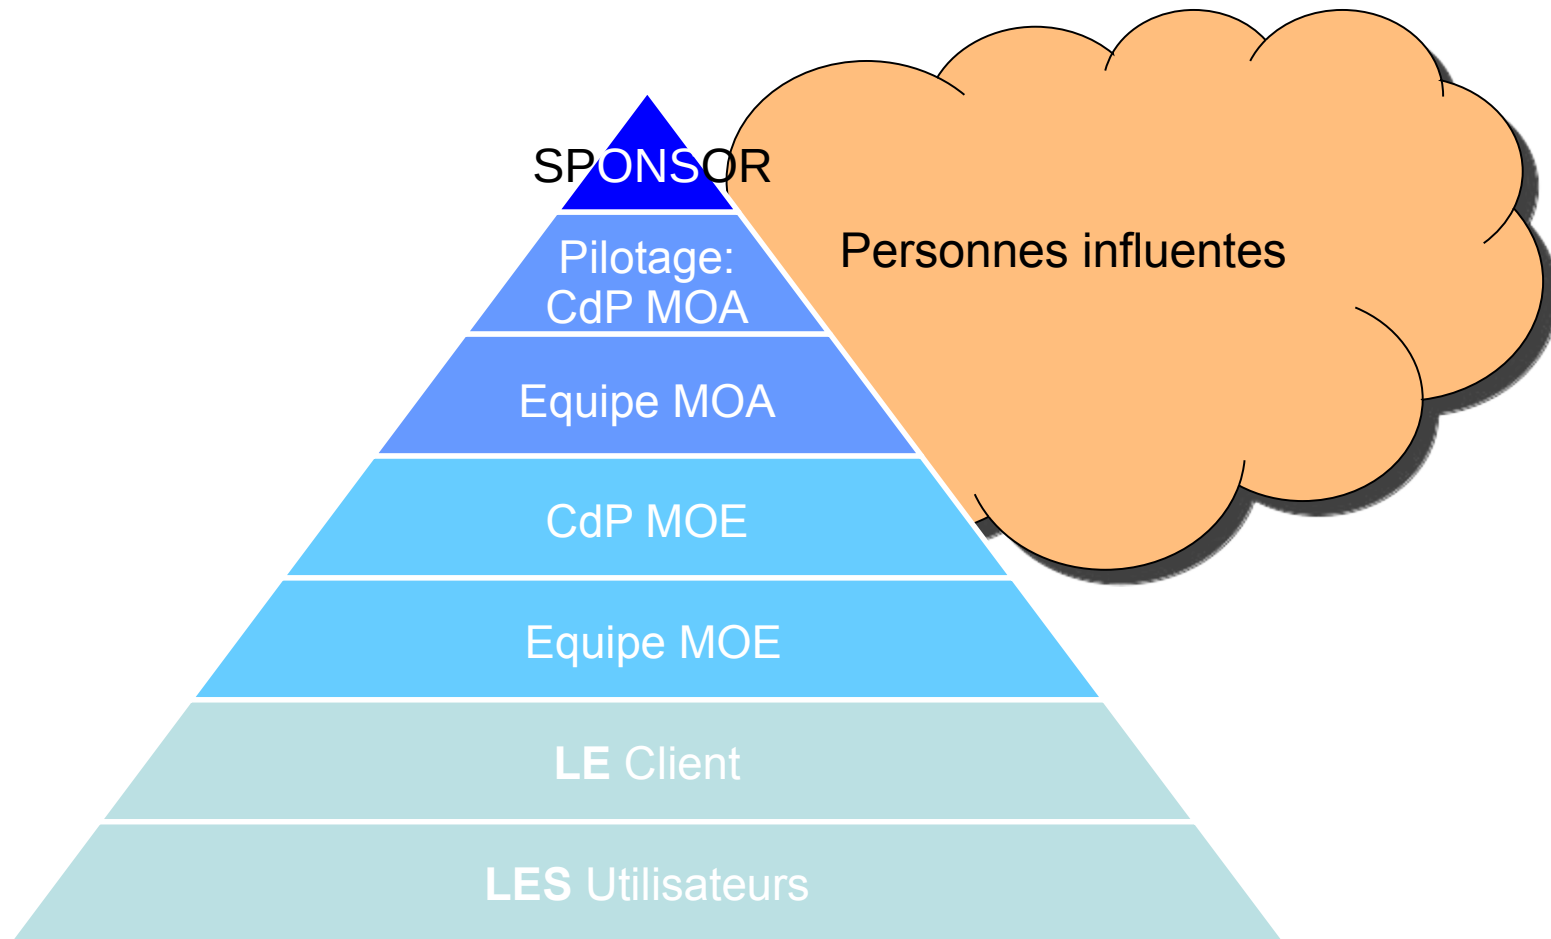 SPONSOR
Pilotage:
CdP MOA
Personnes influentes
Equipe MOA
CdP MOE
Equipe MOE
LE Client
LES Utilisateurs